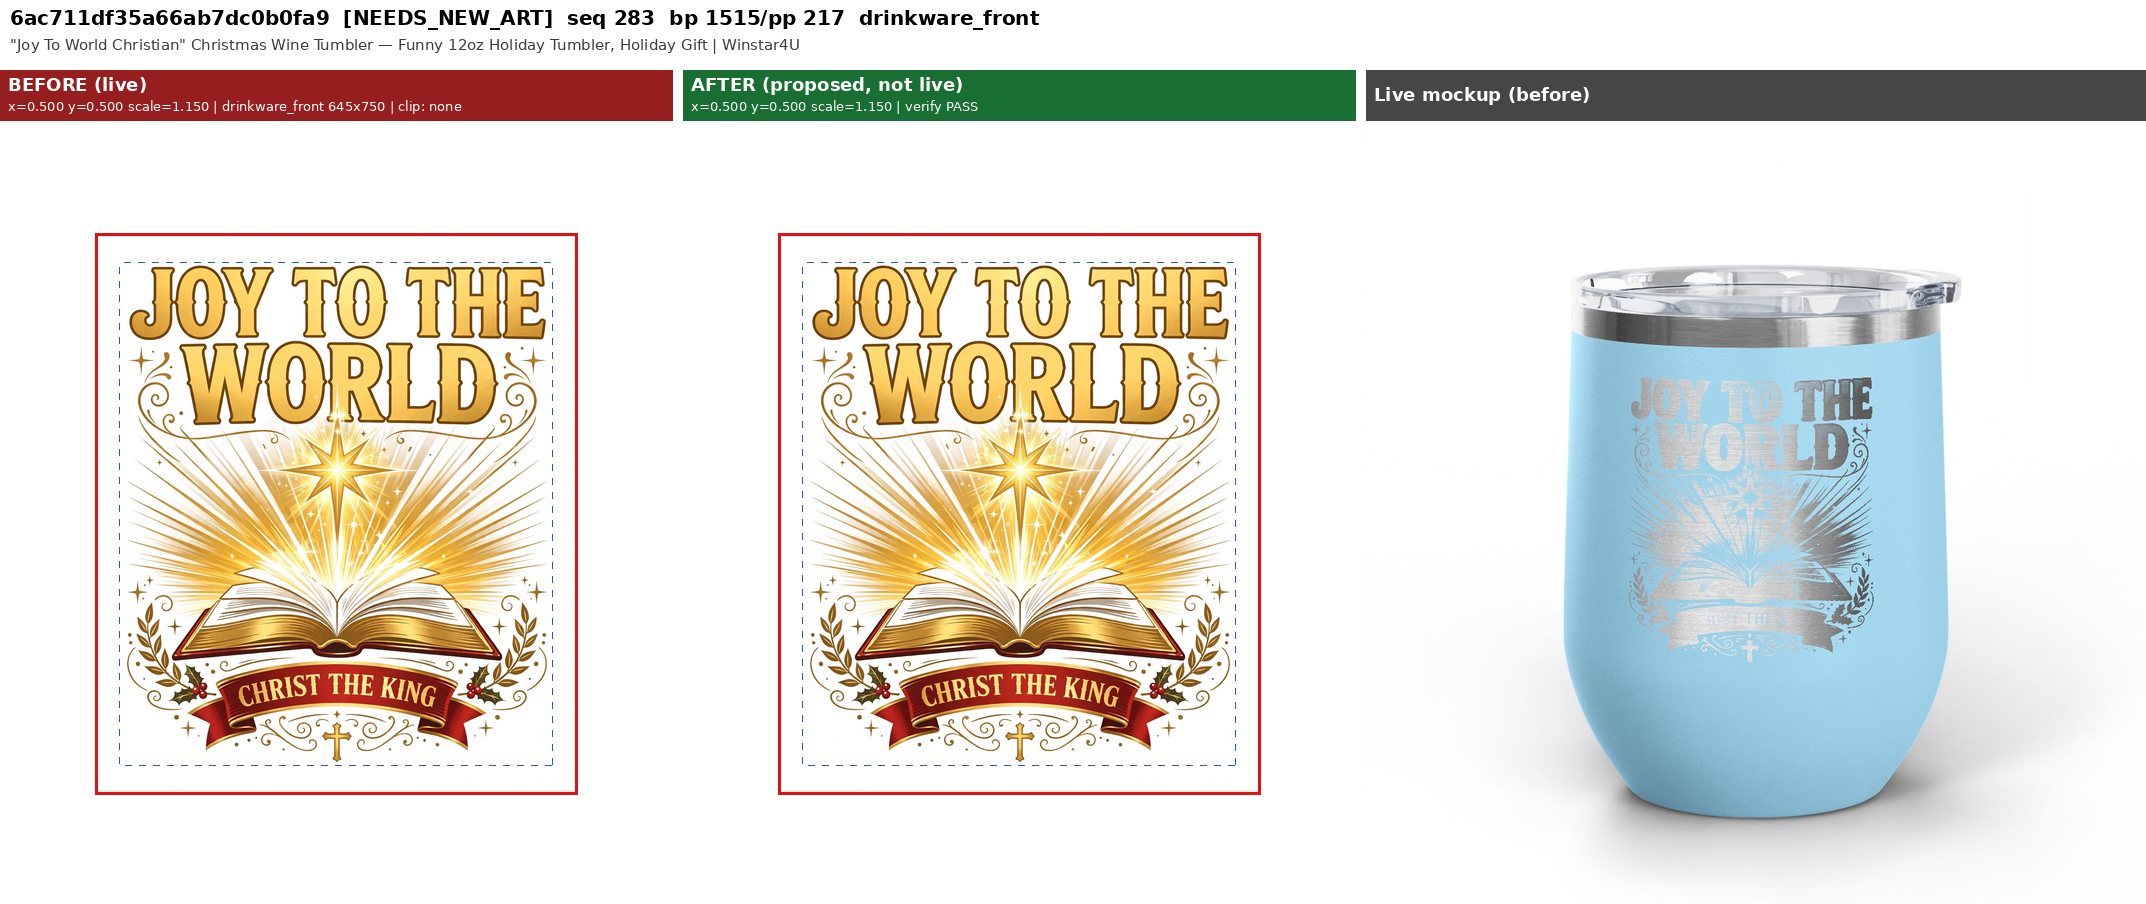 6ac711df35a66ab7dc0b0fa9 [NEEDS_NEW_ART] seq 283 bp 1515/pp 217 drinkware_front
"Joy To World Christian" Christmas Wine Tumbler — Funny 12oz Holiday Tumbler, Holiday Gift | Winstar4U
BEFORE (live)
x=0.500 y=0.500 scale=1.150 | drinkware_front 645x750 | clip: none
JOY TO THE
WORLD
CHRIST THE KING
AFTER (proposed, not live)
x=0.500 y=0.500 scale=1.150 | verify PASS
JOY TO THE
WORLD
CHRIST THE KING
Live mockup (before)
JOY TO THE
WORLD